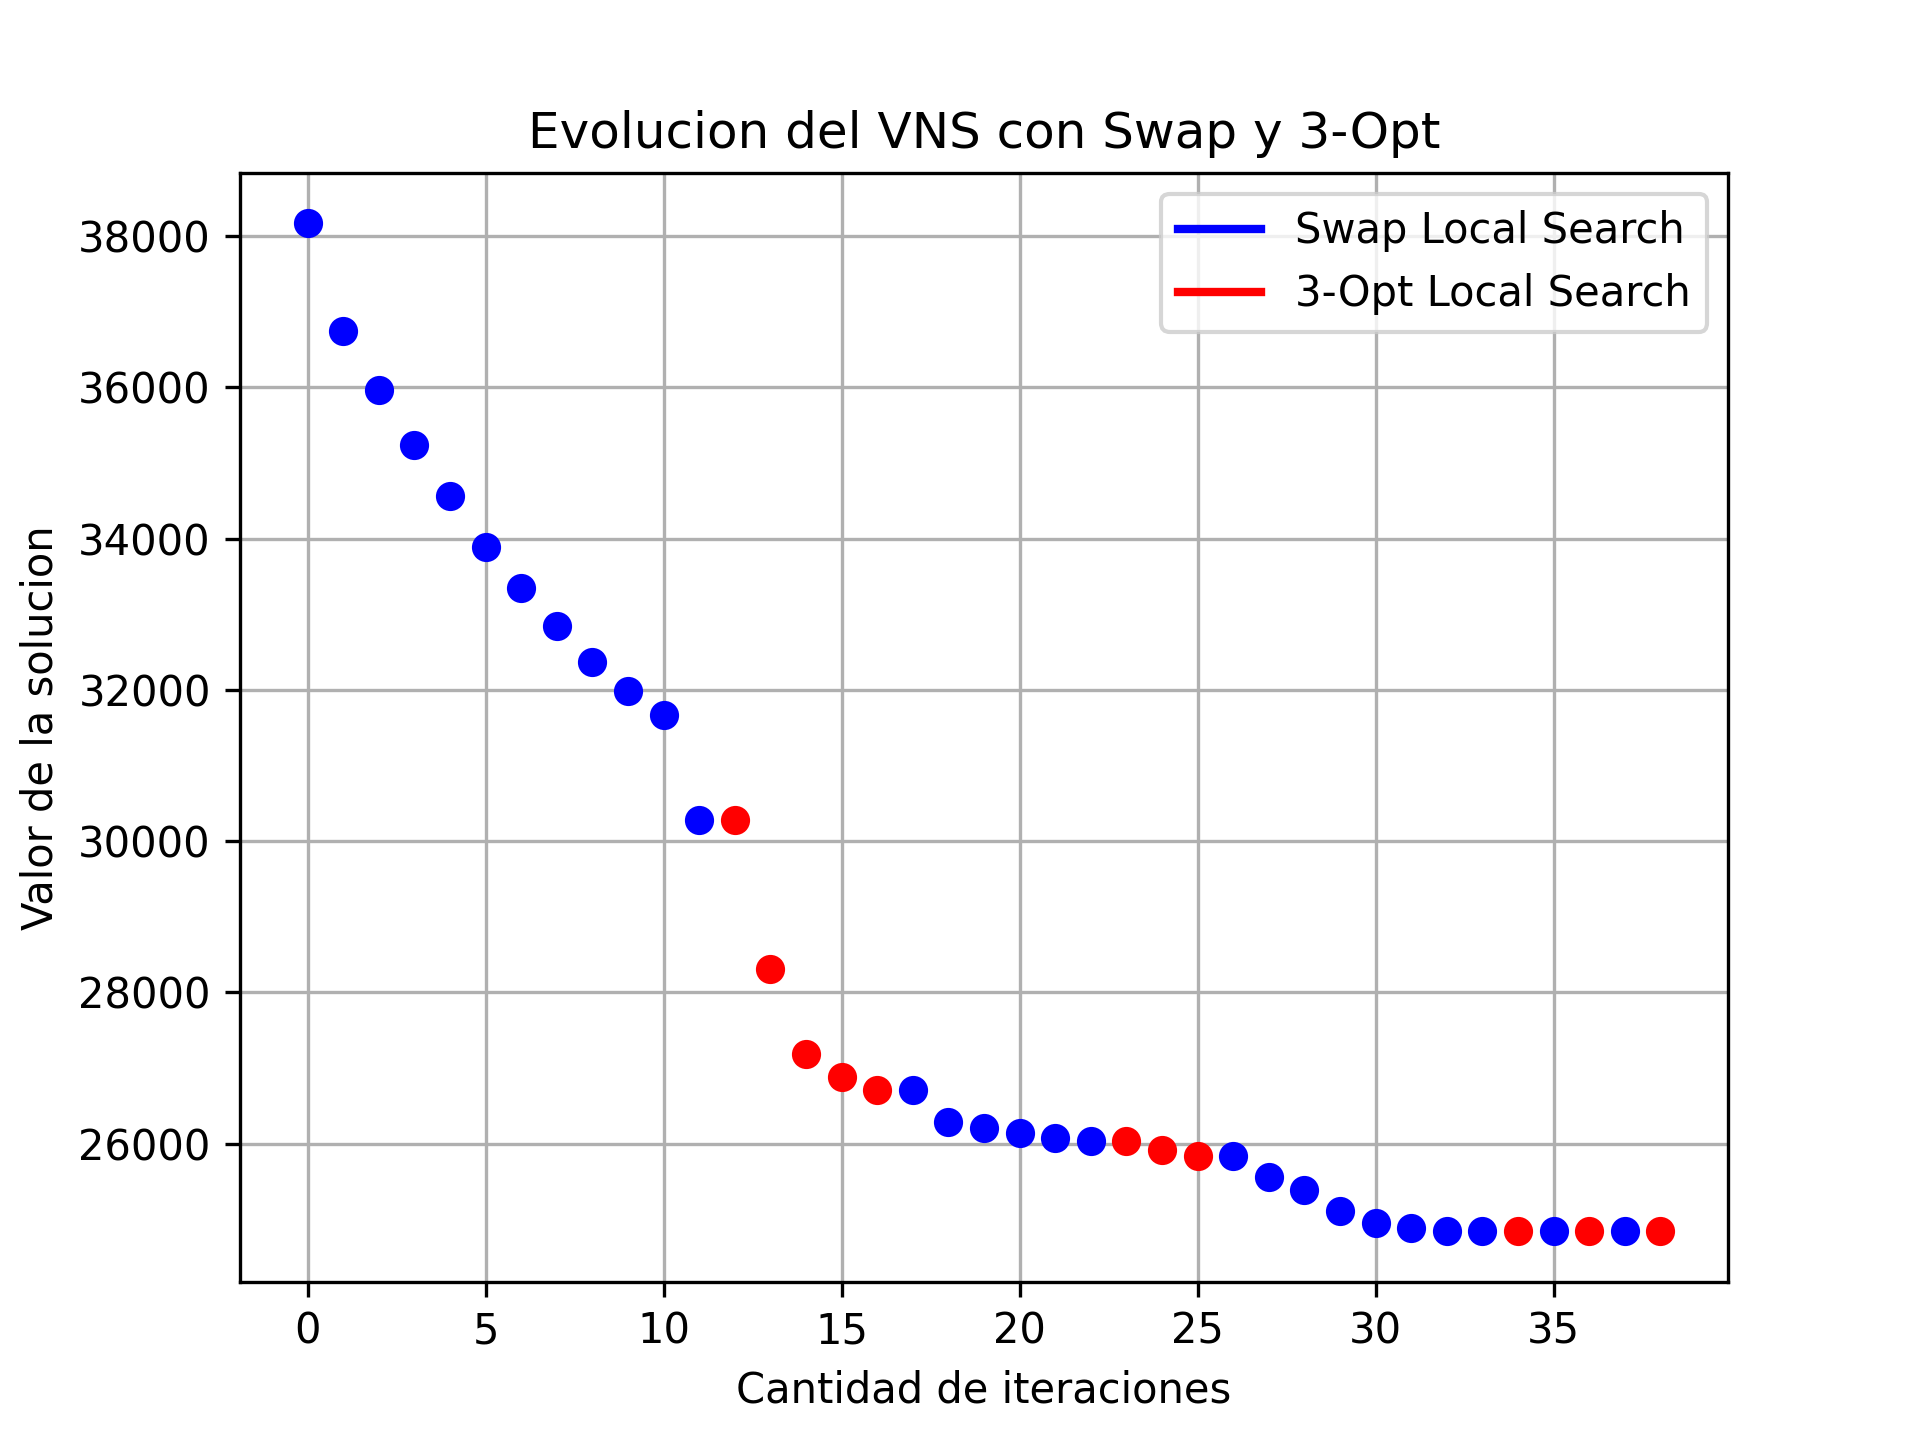 Evolucion del VNS con Swap y 3-Opt
Swap Local Search
3-Opt Local Search
38000
36000
34000
32000
30000
28000
26000
Valor de la solucion
0 5 10 15 20 25 30 35
Cantidad de iteraciones